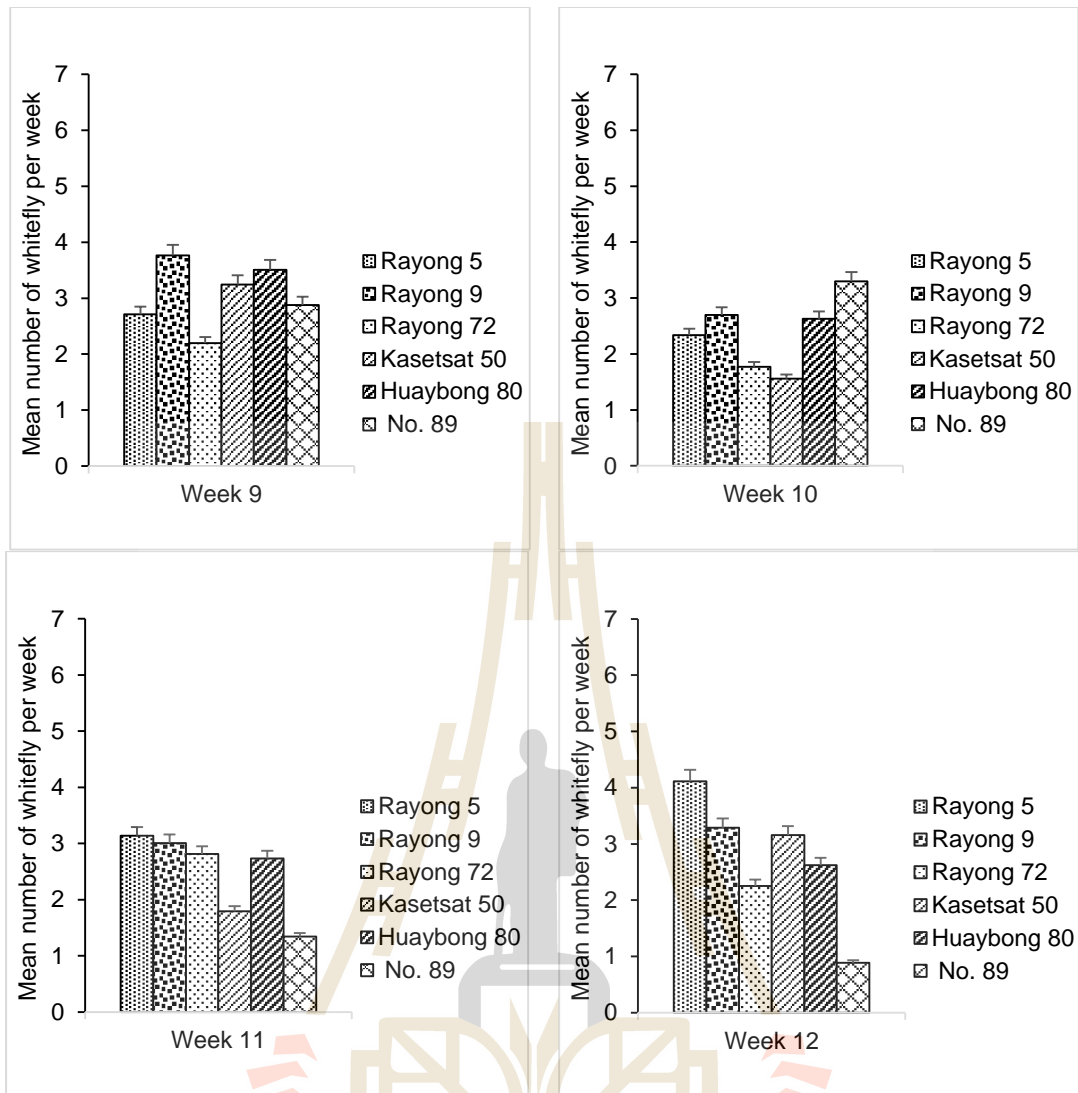 Mean number of whitefly per week
7
6
5
4
3
2
1
0
Week 9
Rayong 5
Rayong 9
Rayong 72
Kasetsat 50
Huaybong 80
No. 89
Mean number of whitefly per week
7
6
5
4
3
2
1
0
Week 10
Rayong 5
Rayong 9
Rayong 72
Kasetsat 50
Huaybong 80
No. 89
Mean number of whitefly per week
7
6
5
4
3
2
1
0
Week 11
Rayong 5
Rayong 9
Rayong 72
Kasetsat 50
Huaybong 80
No. 89
Mean number of whitefly per week
7
6
5
4
3
2
1
0
Week 12
Rayong 5
Rayong 9
Rayong 72
Kasetsat 50
Huaybong 80
No. 89